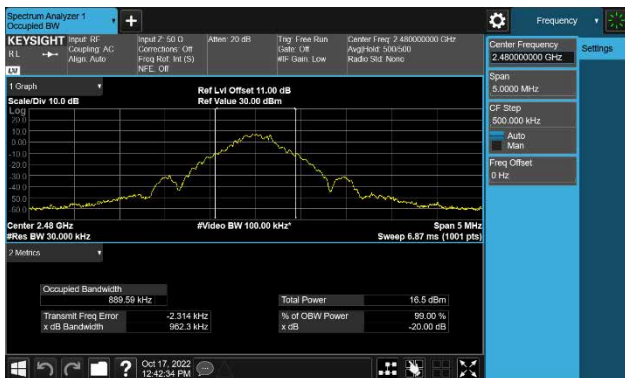 Spectrum Analyzer 1
Occupied BW
Frequency
KEYSIGHT
RL
Input: RF
Coupling: AC
Align: Auto
Input Z: 50 Ω
Corrections: Off
Freq Ref: Int (S)
NFE: Off
Atten: 20 dB
Trig: Free Run
Gate: Off
#IF Gain: Low
Center Freq: 2.480000000 GHz
Avg|Hold: 500/500
Radio Std: None
LXI
Center Frequency
2.480000000 GHz
Settings
Span
5.0000 MHz
CF Step
500.000 kHz
Auto
Man
Freq Offset
0 Hz
1 Graph
Scale/Div 10.0 dB
Ref Lvl Offset 11.00 dB
Ref Value 30.00 dBm
Log
20.0
10.0
0.00
-10.0
-20.0
-30.0
-40.0
-50.0
-60.0
Center 2.48 GHz
#Res BW 30.000 kHz
#Video BW 100.00 kHz*
Span 5 MHz
Sweep 6.87 ms (1001 pts)
2 Metrics
Occupied Bandwidth
889.59 kHz
Total Power 16.5 dBm
Transmit Freq Error -2.314 kHz
% of OBW Power 99.00 %
x dB Bandwidth 962.3 kHz
x dB -20.00 dB
?
Oct 17, 2022
12:42:34 PM